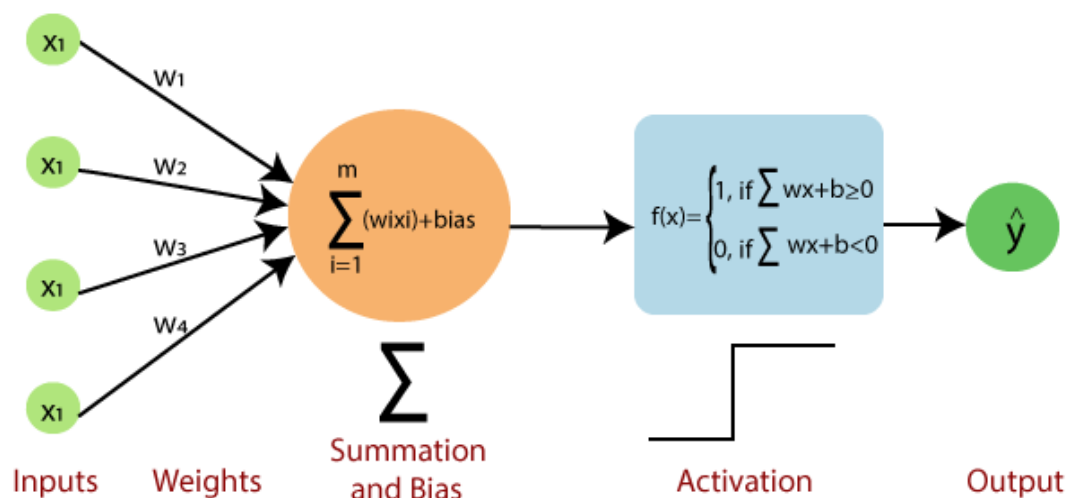 x1
w1
x1
w2
x1
w3
x1
w4
m
∑(wixi)+bias
i=1
f(x)={1, if ∑ wx+b≥0
0, if ∑ wx+b<0
ŷ
∑
Inputs
Weights
Summation
and Bias
Activation
Output